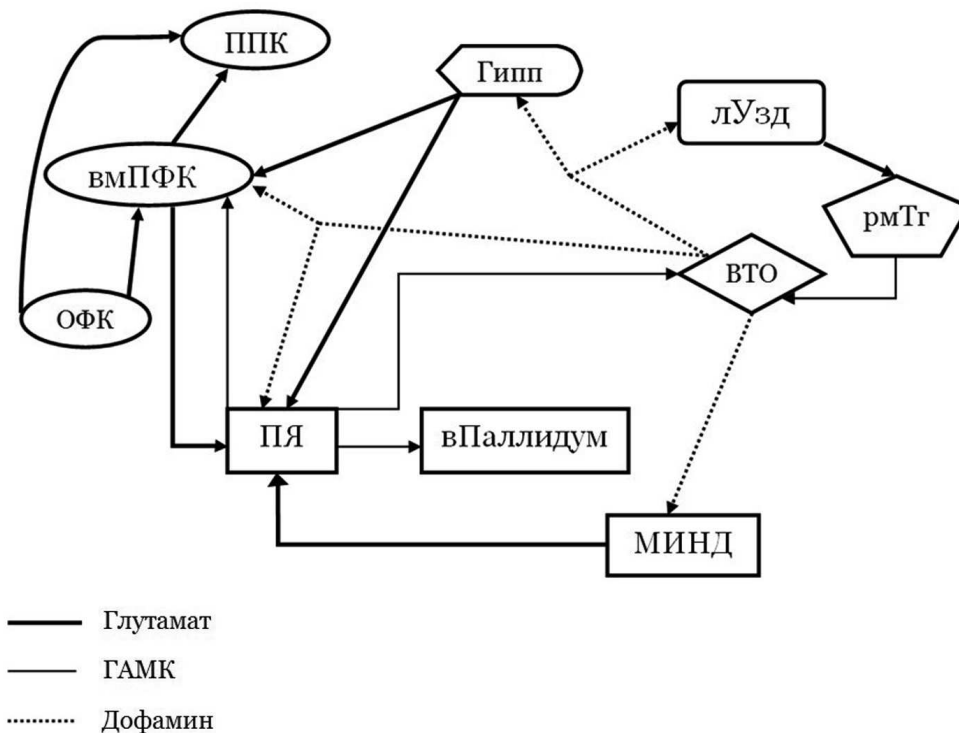 ППК
Гипп
лУзд
вмПФК
рмТг
ВТО
ОФК
ПЯ
вПаллидум
МИНД
Глутамат
ГАМК
Дофамин